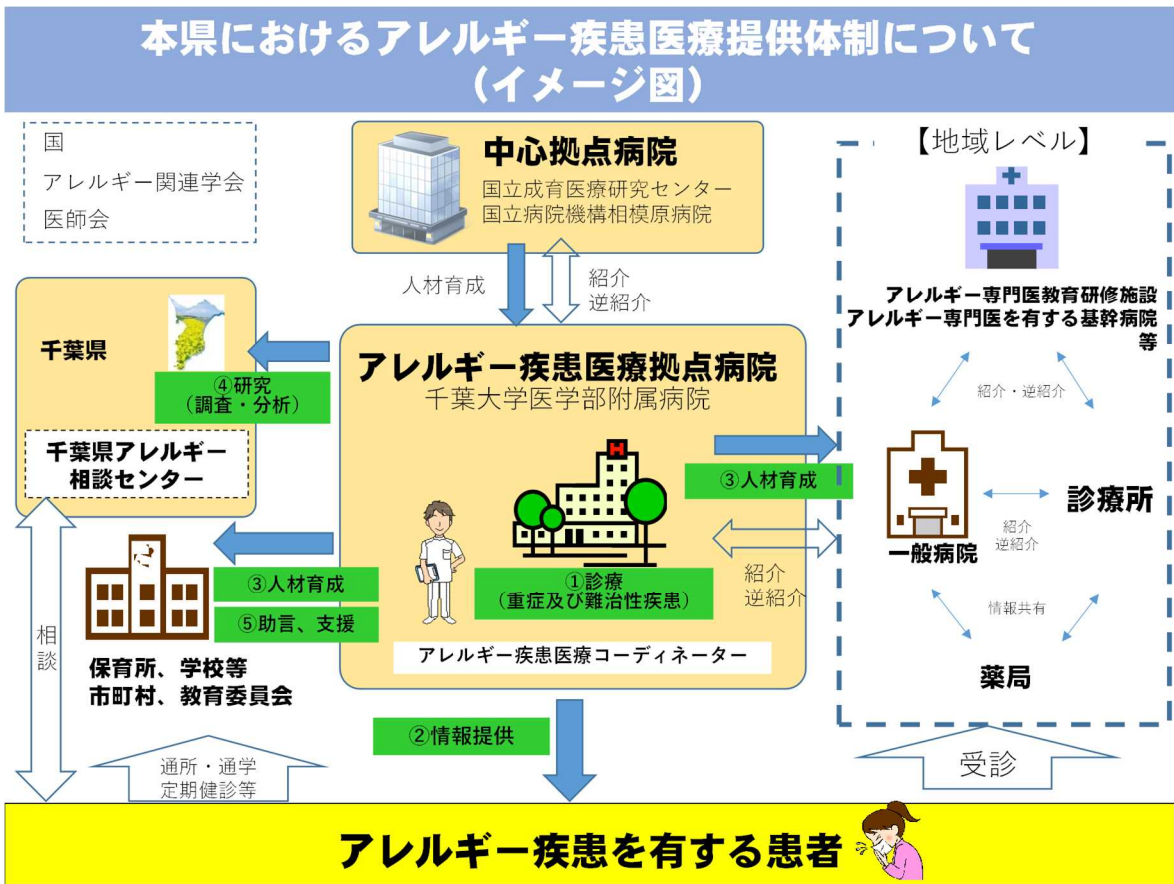 本県におけるアレルギー疾患医療提供体制について
（イメージ図）
国
アレルギー関連学会
医師会
中心拠点病院
国立成育医療研究センター
国立病院機構相模原病院
人材育成
紹介
逆紹介
【地域レベル】
アレルギー専門医教育研修施設
アレルギー専門医を有する基幹病院
等
紹介・逆紹介
一般病院
診療所
紹介
逆紹介
情報共有
薬局
千葉県
④研究
（調査・分析）
千葉県アレルギー
相談センター
アレルギー疾患医療拠点病院
千葉大学医学部附属病院
H
①診療
（重症及び難治性疾患）
アレルギー疾患医療コーディネーター
③人材育成
紹介
逆紹介
③人材育成
⑤助言、支援
保育所、学校等
市町村、教育委員会
相談
②情報提供
通所・通学
定期健診等
受診
アレルギー疾患を有する患者